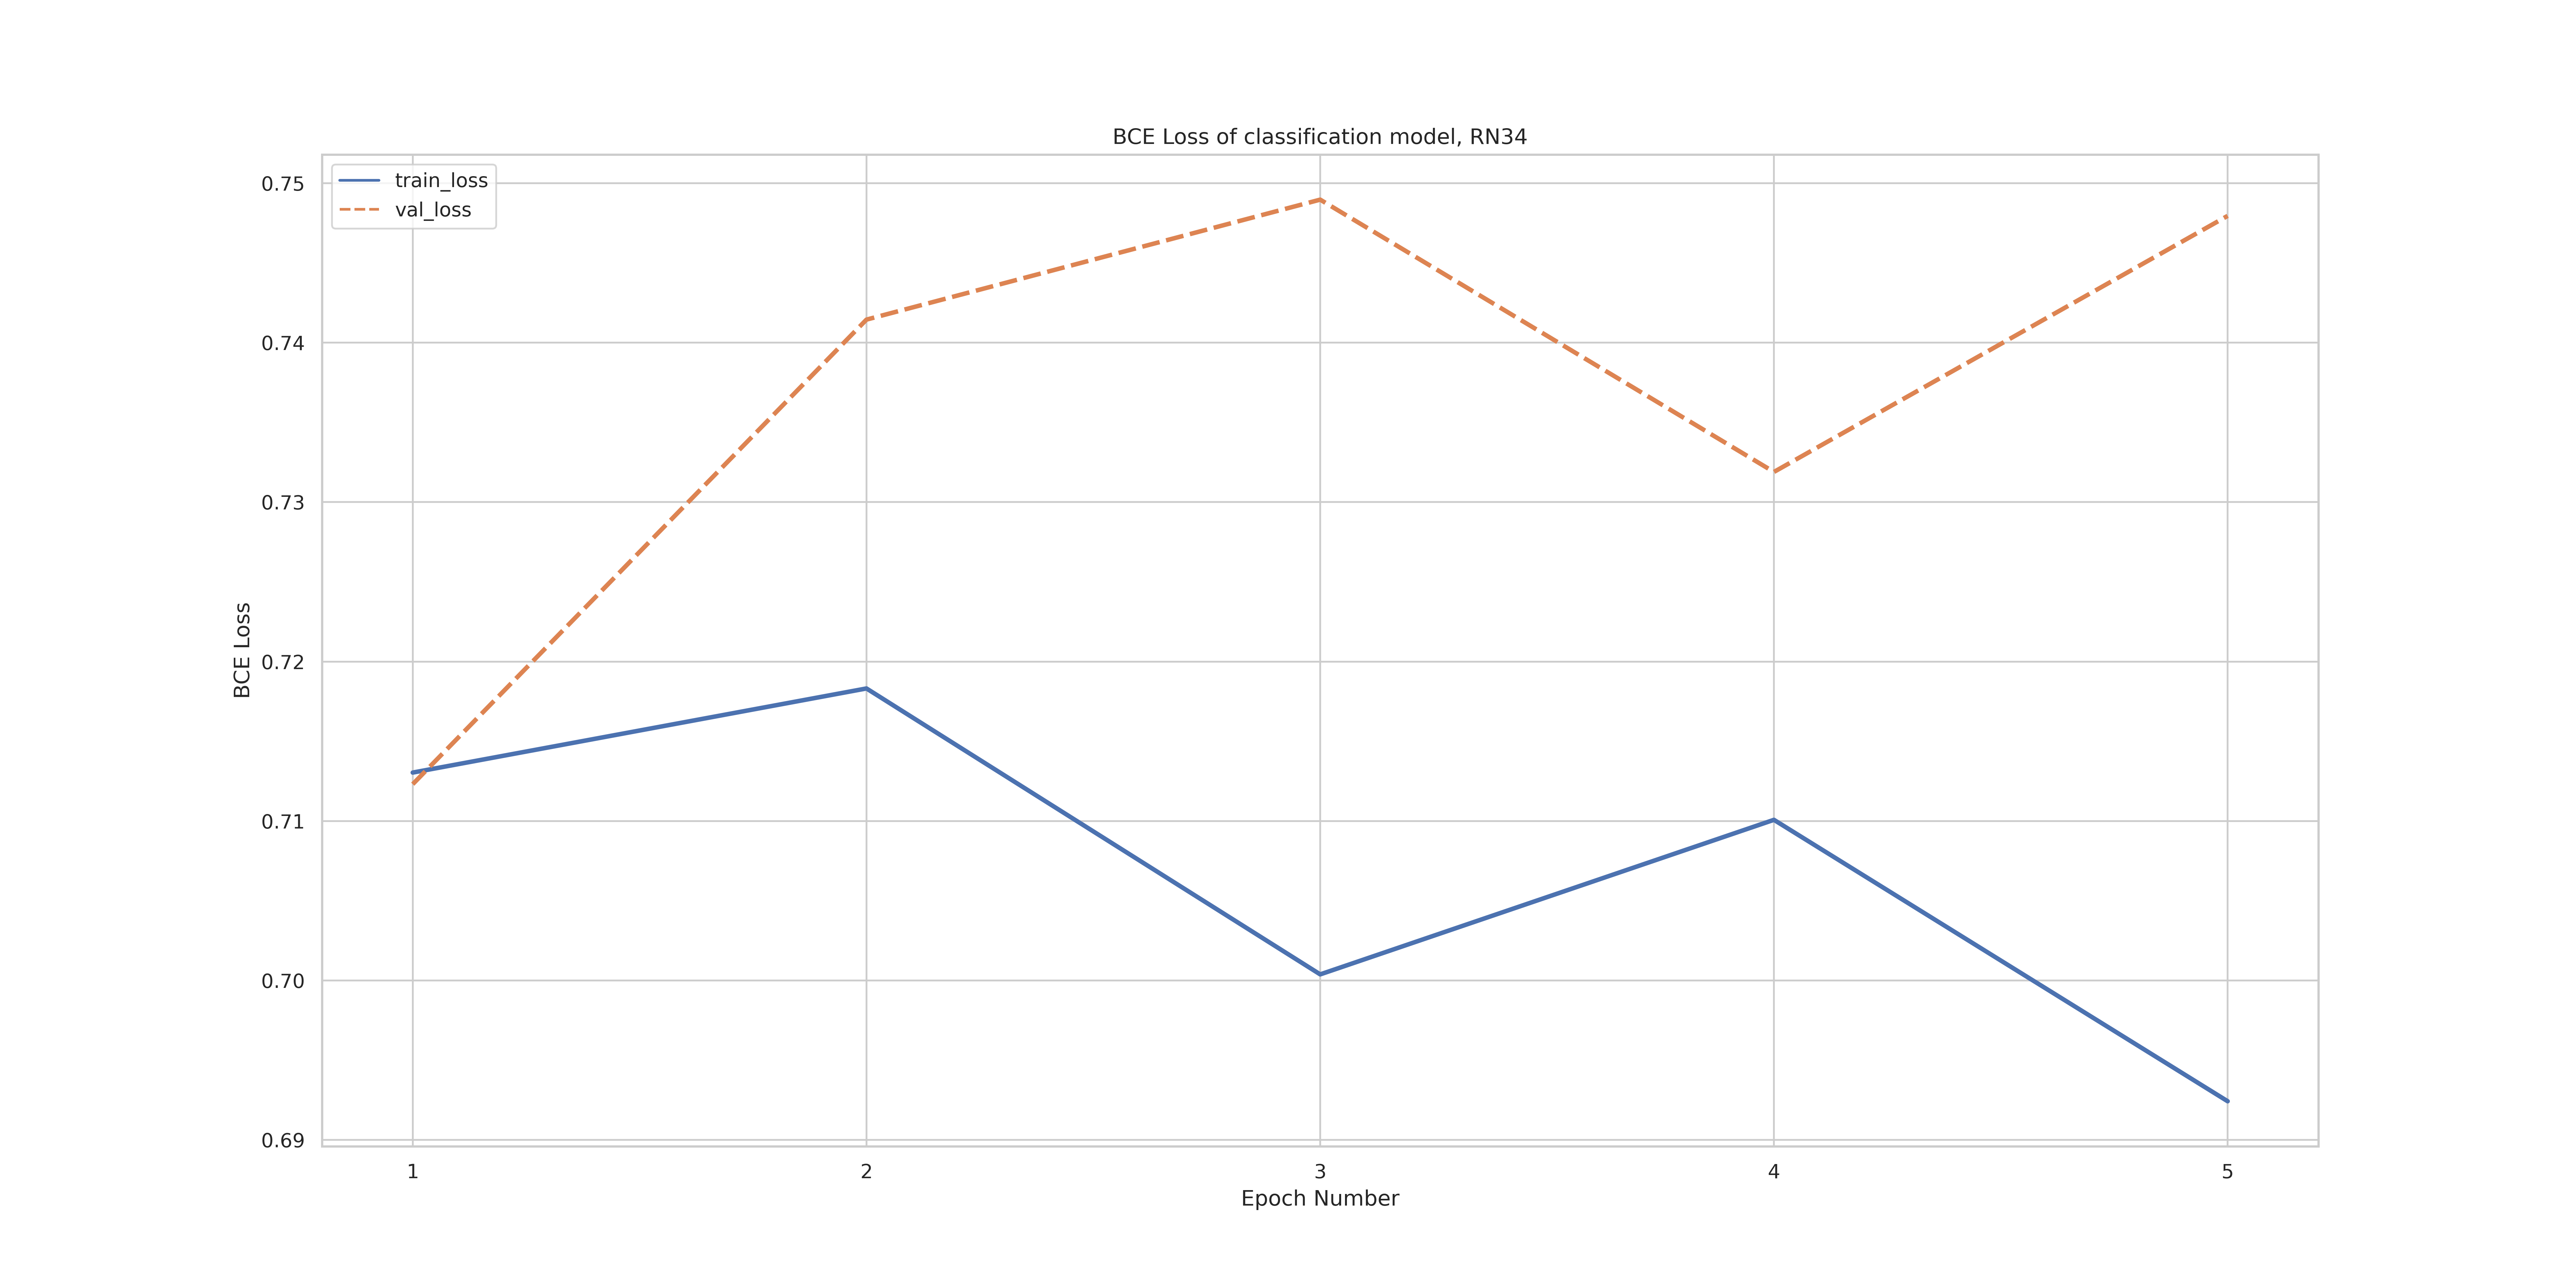 BCE Loss of classification model, RN34
train_loss
val_loss
0.75
0.74
0.73
0.72
0.71
0.70
0.69
BCE Loss
1 2 3 4 5
Epoch Number